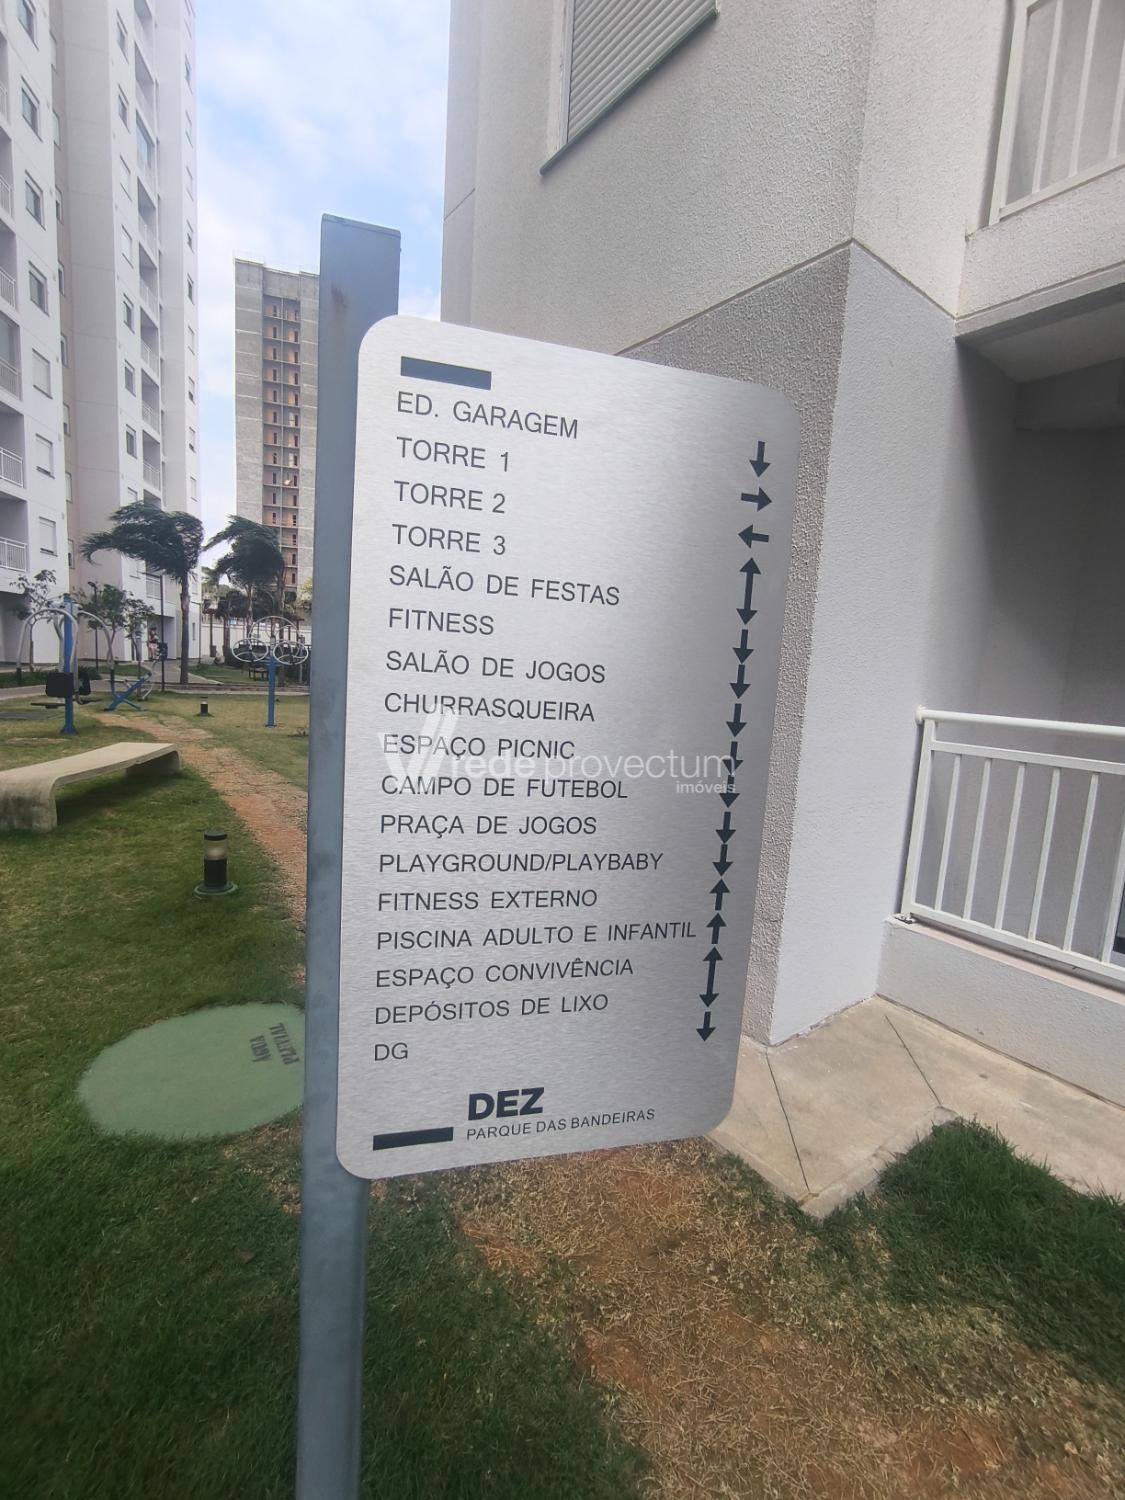 ED. GARAGEM
TORRE 1
TORRE 2
TORRE 3
SALÃO DE FESTAS
FITNESS
SALÃO DE JOGOS
CHURRASQUEIRA
ESPAÇO PICNIC
rede provectum
imóveis
CAMPO DE FUTEBOL
PRAÇA DE JOGOS
PLAYGROUND/PLAYBABY
FITNESS EXTERNO
PISCINA ADULTO E INFANTIL
ESPAÇO CONVIVÊNCIA
DEPÓSITOS DE LIXO
DG
DEZ
PARQUE DAS BANDEIRAS
AGUA
PLUVIAL